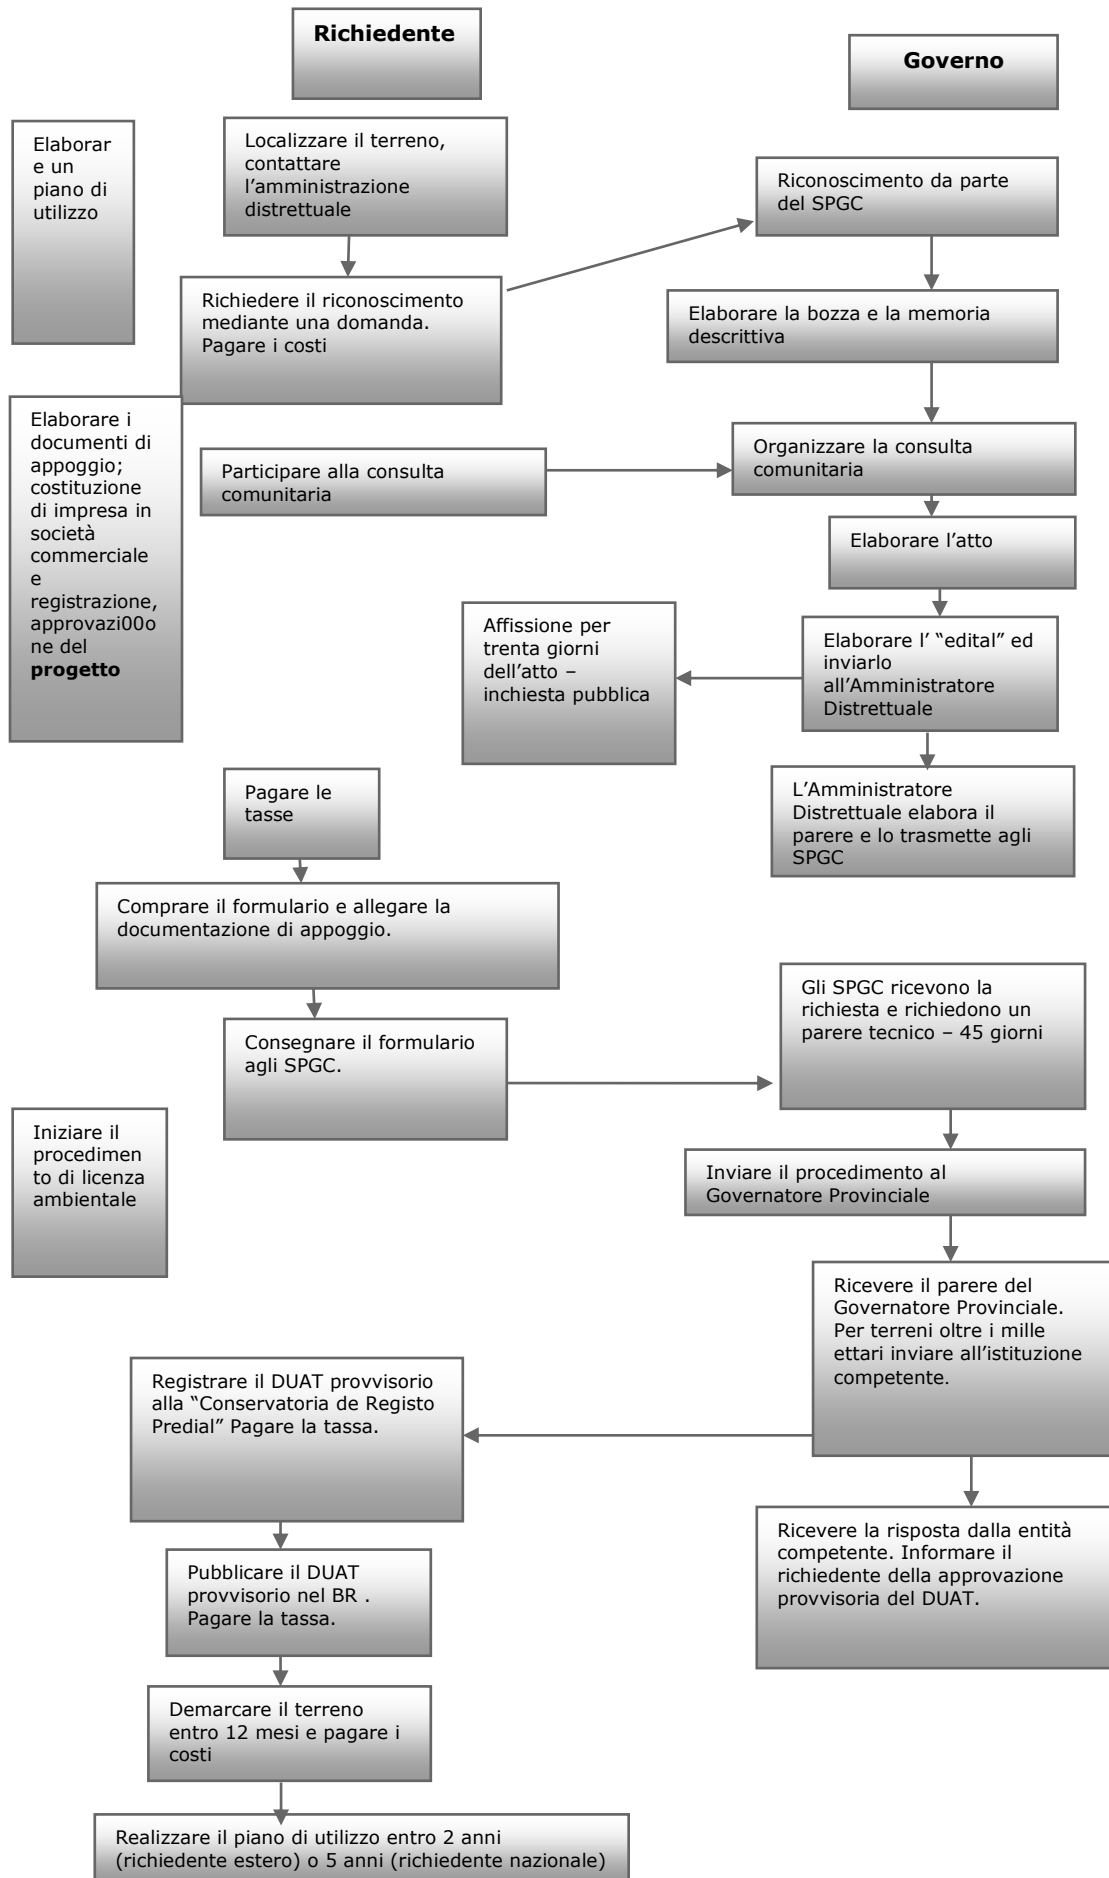 Richiedente
Governo
Elaborar
e un
piano di
utilizzo
Localizzare il terreno,
contattare
l’amministrazione
distrettuale
Riconoscimento da parte
del SPGC
Richiedere il riconoscimento
mediante una domanda.
Pagare i costi
Elaborare la bozza e la memoria
descrittiva
Elaborare i
documenti di
appoggio;
costituzione
di impresa in
società
commerciale
e
registrazione,
approvazi00o
ne del
progetto
Participare alla consulta
comunitaria
Organizzare la consulta
comunitaria
Elaborare l’atto
Affissione per
trenta giorni
dell’atto –
inchiesta pubblica
Elaborare l’ “edital” ed
inviarlo
all’Amministratore
Distrettuale
L’Amministratore
Distrettuale elabora il
parere e lo trasmette agli
SPGC
Pagare le
tasse
Comprare il formulario e allegare la
documentazione di appoggio.
Gli SPGC ricevono la
richiesta e richiedono un
parere tecnico – 45 giorni
Consegnare il formulario
agli SPGC.
Iniziare il
procedimen
to di licenza
ambientale
Inviare il procedimento al
Governatore Provinciale
Ricevere il parere del
Governatore Provinciale.
Per terreni oltre i mille
ettari inviare all’istituzione
competente.
Registrare il DUAT provvisorio
alla “Conservatoria de Registo
Predial” Pagare la tassa.
Ricevere la risposta dalla entità
competente. Informare il
richiedente della approvazione
provvisoria del DUAT.
Pubblicare il DUAT
provvisorio nel BR .
Pagare la tassa.
Demarcare il terreno
entro 12 mesi e pagare i
costi
Realizzare il piano di utilizzo entro 2 anni
(richiedente estero) o 5 anni (richiedente nazionale)